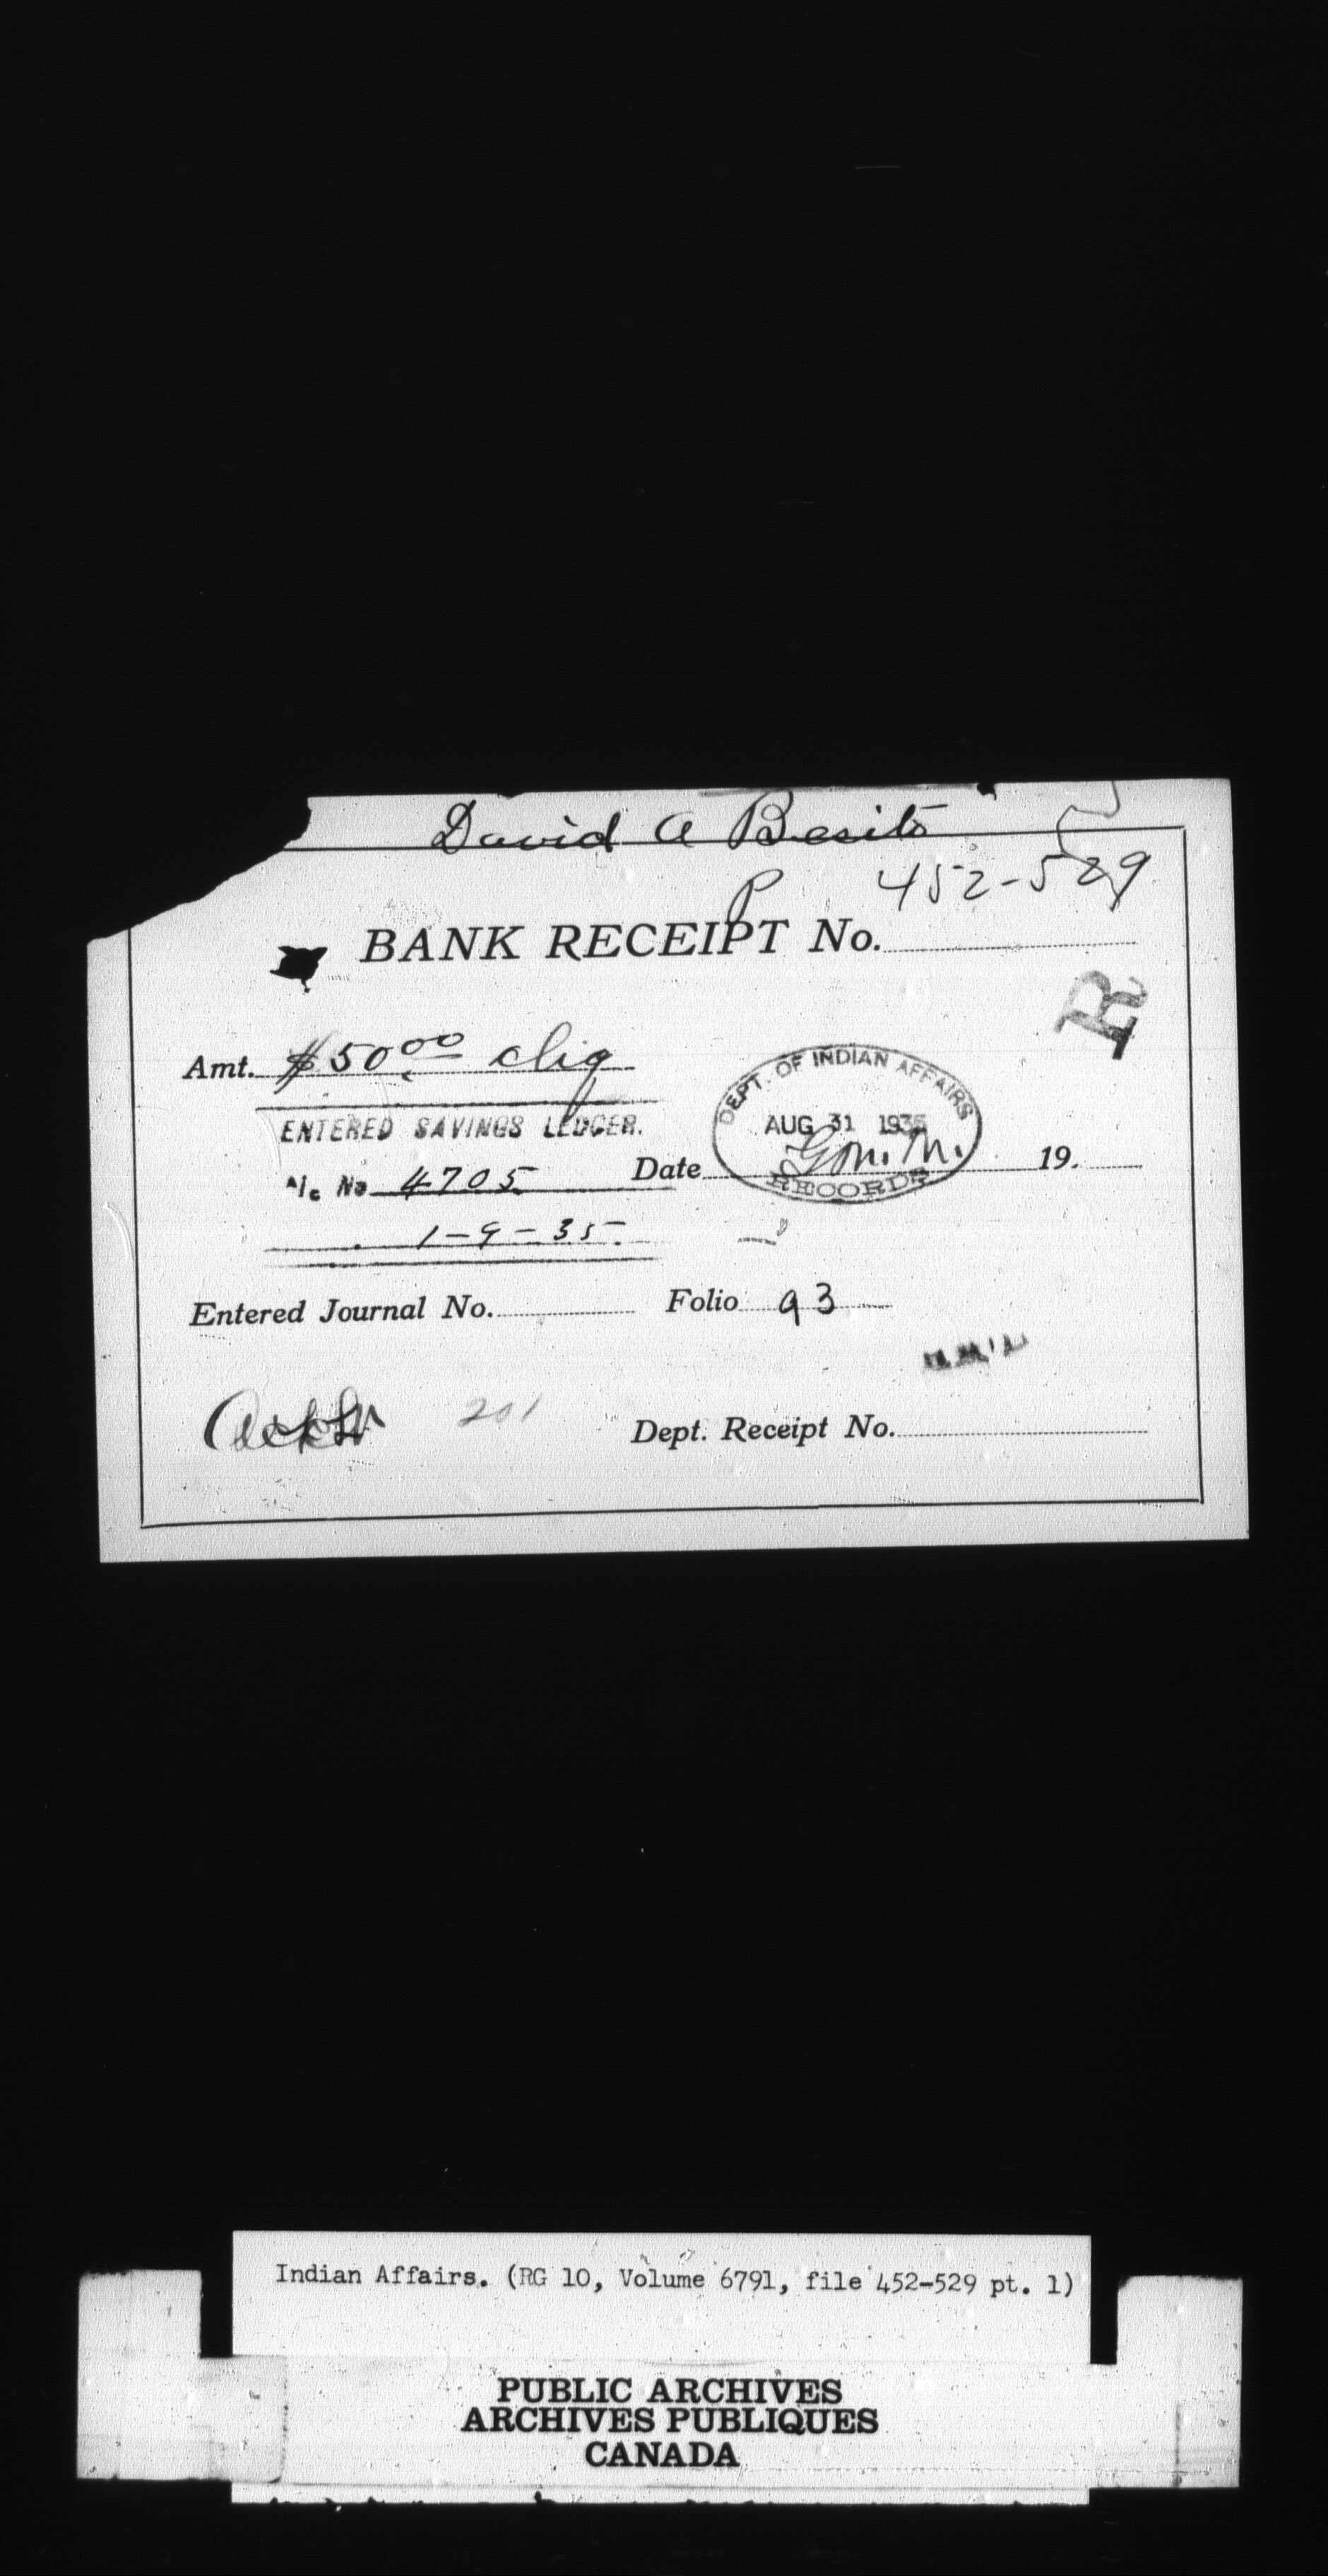 David A Besito
P 452-529
BANK RECEIPT No.
R
Amt. $50.00 chq
DEPT. OF INDIAN AFFAIRS
AUG 31 1935
RECORDS
ENTERED SAVINGS LEDGER.
A/c No 4705
Date 19
1-9-35.
Entered Journal No. Folio 93
201 Dept. Receipt No.
Indian Affairs. (RG 10, Volume 6791, file 452-529 pt. 1)
PUBLIC ARCHIVES
ARCHIVES PUBLIQUES
CANADA